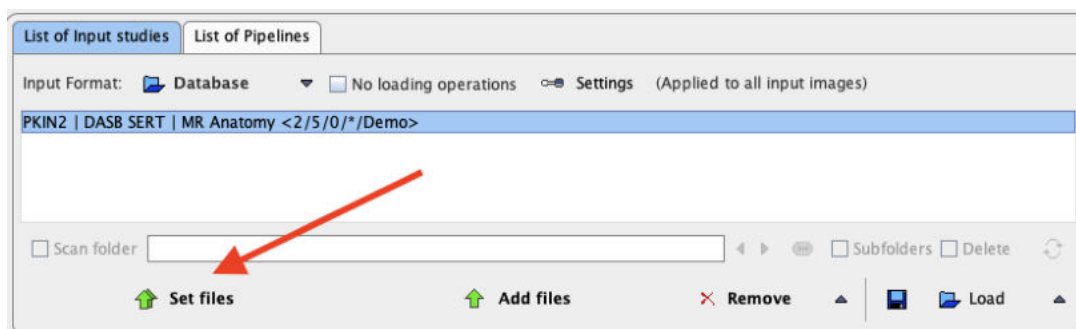 List of Input studies List of Pipelines
Input Format: Database No loading operations Settings (Applied to all input images)
PKIN2 | DASB SERT | MR Anatomy <2/5/0/*/Demo>
Scan folder Subfolders Delete
Set files Add files Remove Load